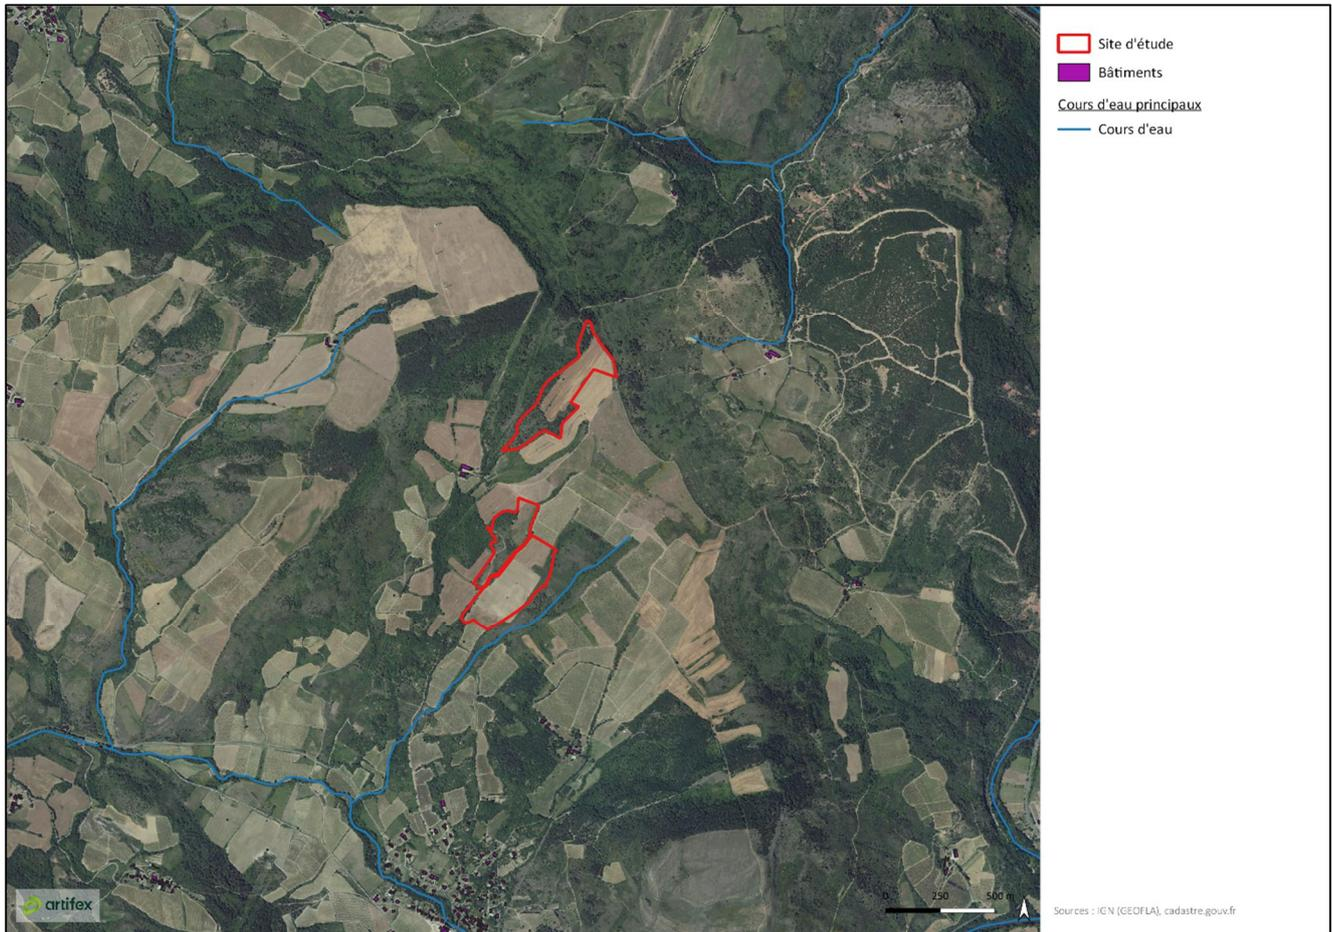 Site d'étude
Bâtiments
Cours d'eau principaux
Cours d'eau
0 250 500 m
artifex
Sources : IGN (GEOFLA), cadastre.gouv.fr